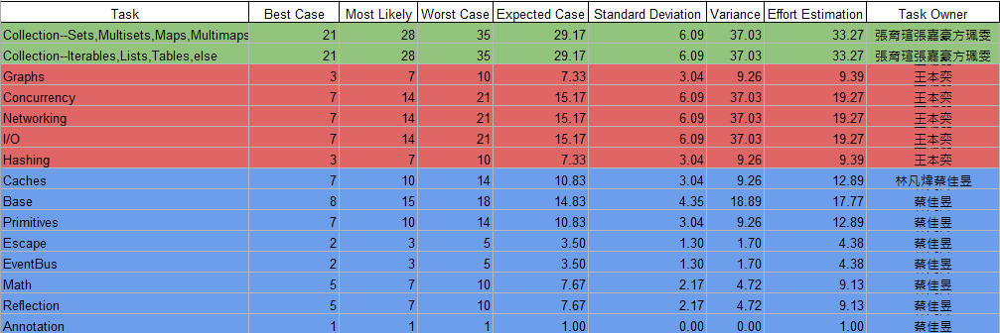 Task Best Case Most Likely Worst Case Expected Case Standard Deviation Variance Effort Estimation Task Owner
Collection--Sets,Multisets,Maps,Multimaps 21 28 35 29.17 6.09 37.03 33.27 張育瑄張嘉豪方珮雯
Collection--Iterables,Lists,Tables,else 21 28 35 29.17 6.09 37.03 33.27 張育瑄張嘉豪方珮雯
Graphs 3 7 10 7.33 3.04 9.26 9.39 王本奕
Concurrency 7 14 21 15.17 6.09 37.03 19.27 王本奕
Networking 7 14 21 15.17 6.09 37.03 19.27 王本奕
I/O 7 14 21 15.17 6.09 37.03 19.27 王本奕
Hashing 3 7 10 7.33 3.04 9.26 9.39 王本奕
Caches 7 10 14 10.83 3.04 9.26 12.89 林凡煒蔡佳昱
Base 8 15 18 14.83 4.35 18.89 17.77 蔡佳昱
Primitives 7 10 14 10.83 3.04 9.26 12.89 蔡佳昱
Escape 2 3 5 3.50 1.30 1.70 4.38 蔡佳昱
EventBus 2 3 5 3.50 1.30 1.70 4.38 蔡佳昱
Math 5 7 10 7.67 2.17 4.72 9.13 蔡佳昱
Reflection 5 7 10 7.67 2.17 4.72 9.13 蔡佳昱
Annotation 1 1 1 1.00 0.00 0.00 1.00 蔡佳昱